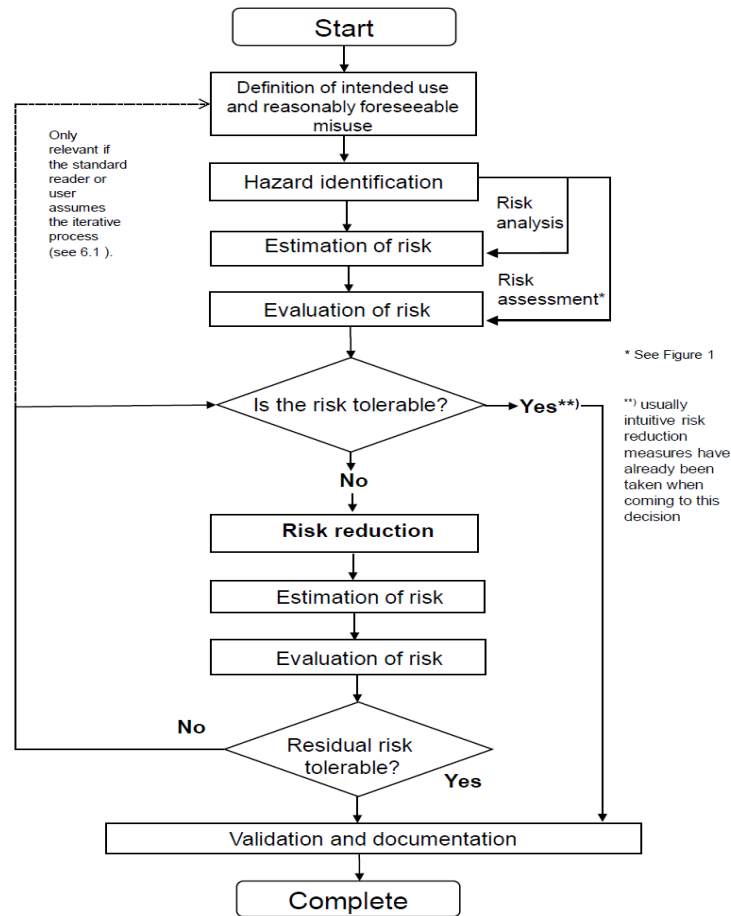 Start
Definition of intended use
and reasonably foreseeable
misuse
Only
relevant if
the standard
reader or
user
assumes
the iterative
process
(see 6.1 ).
Hazard identification
Risk
analysis
Estimation of risk
Risk
assessment*
Evaluation of risk
* See Figure 1
Is the risk tolerable?
Yes**)
**) usually
intuitive risk
reduction
measures have
already been
taken when
coming to this
decision
No
Risk reduction
Estimation of risk
Evaluation of risk
No
Residual risk
tolerable?
Yes
Validation and documentation
Complete